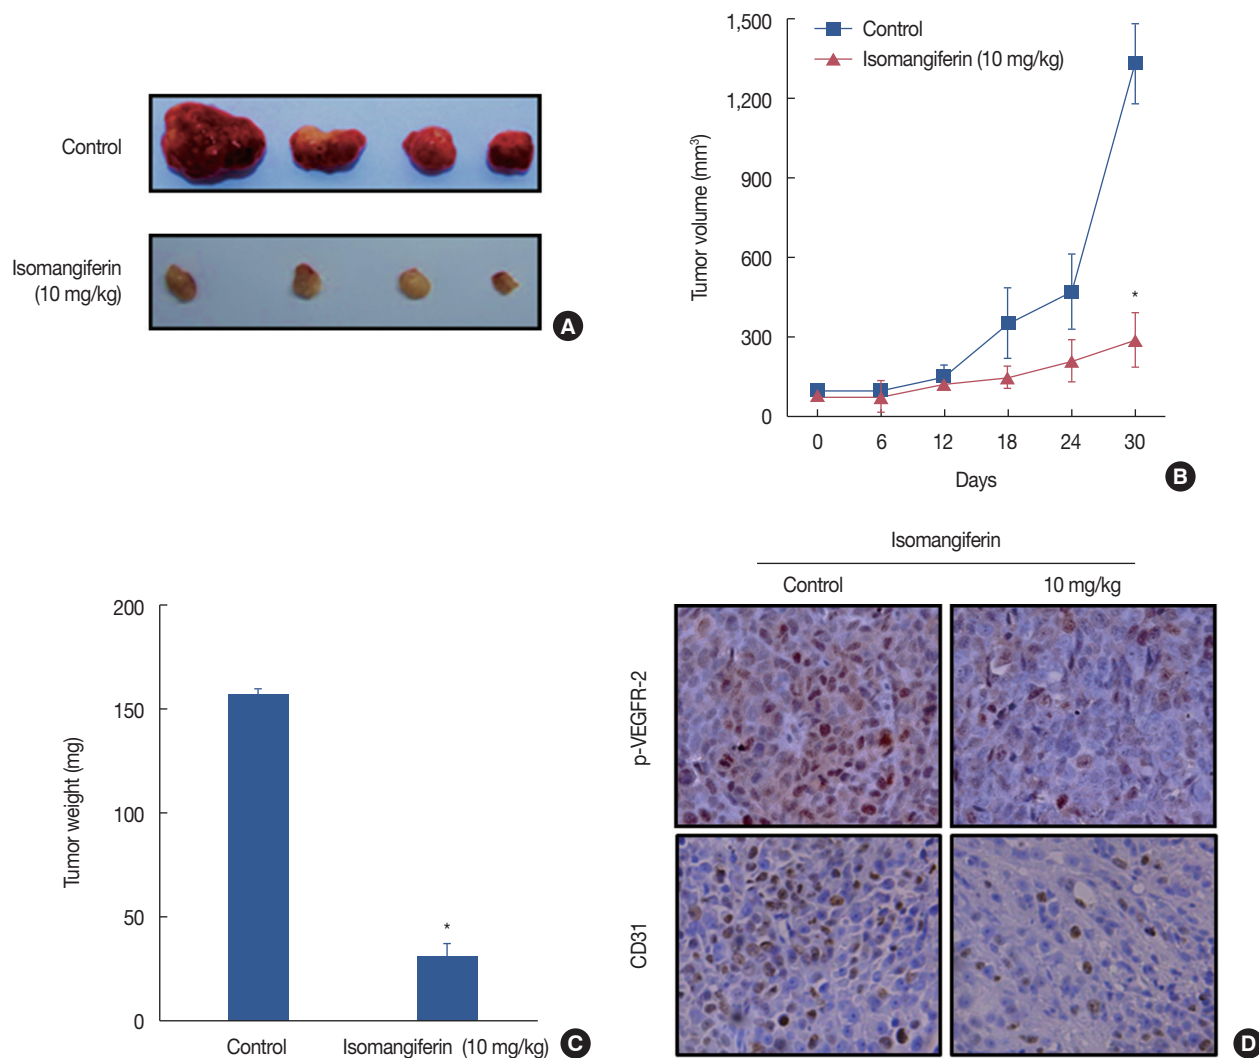 Control
Isomangiferin
(10 mg/kg)
A
1,500
1,200
900
600
300
0
Tumor volume (mm³)
Control
Isomangiferin (10 mg/kg)
*
0 6 12 18 24 30
Days
B
200
150
100
50
0
Tumor weight (mg)
*
Control Isomangiferin (10 mg/kg)
C
Isomangiferin
Control 10 mg/kg
p-VEGFR-2
CD31
D